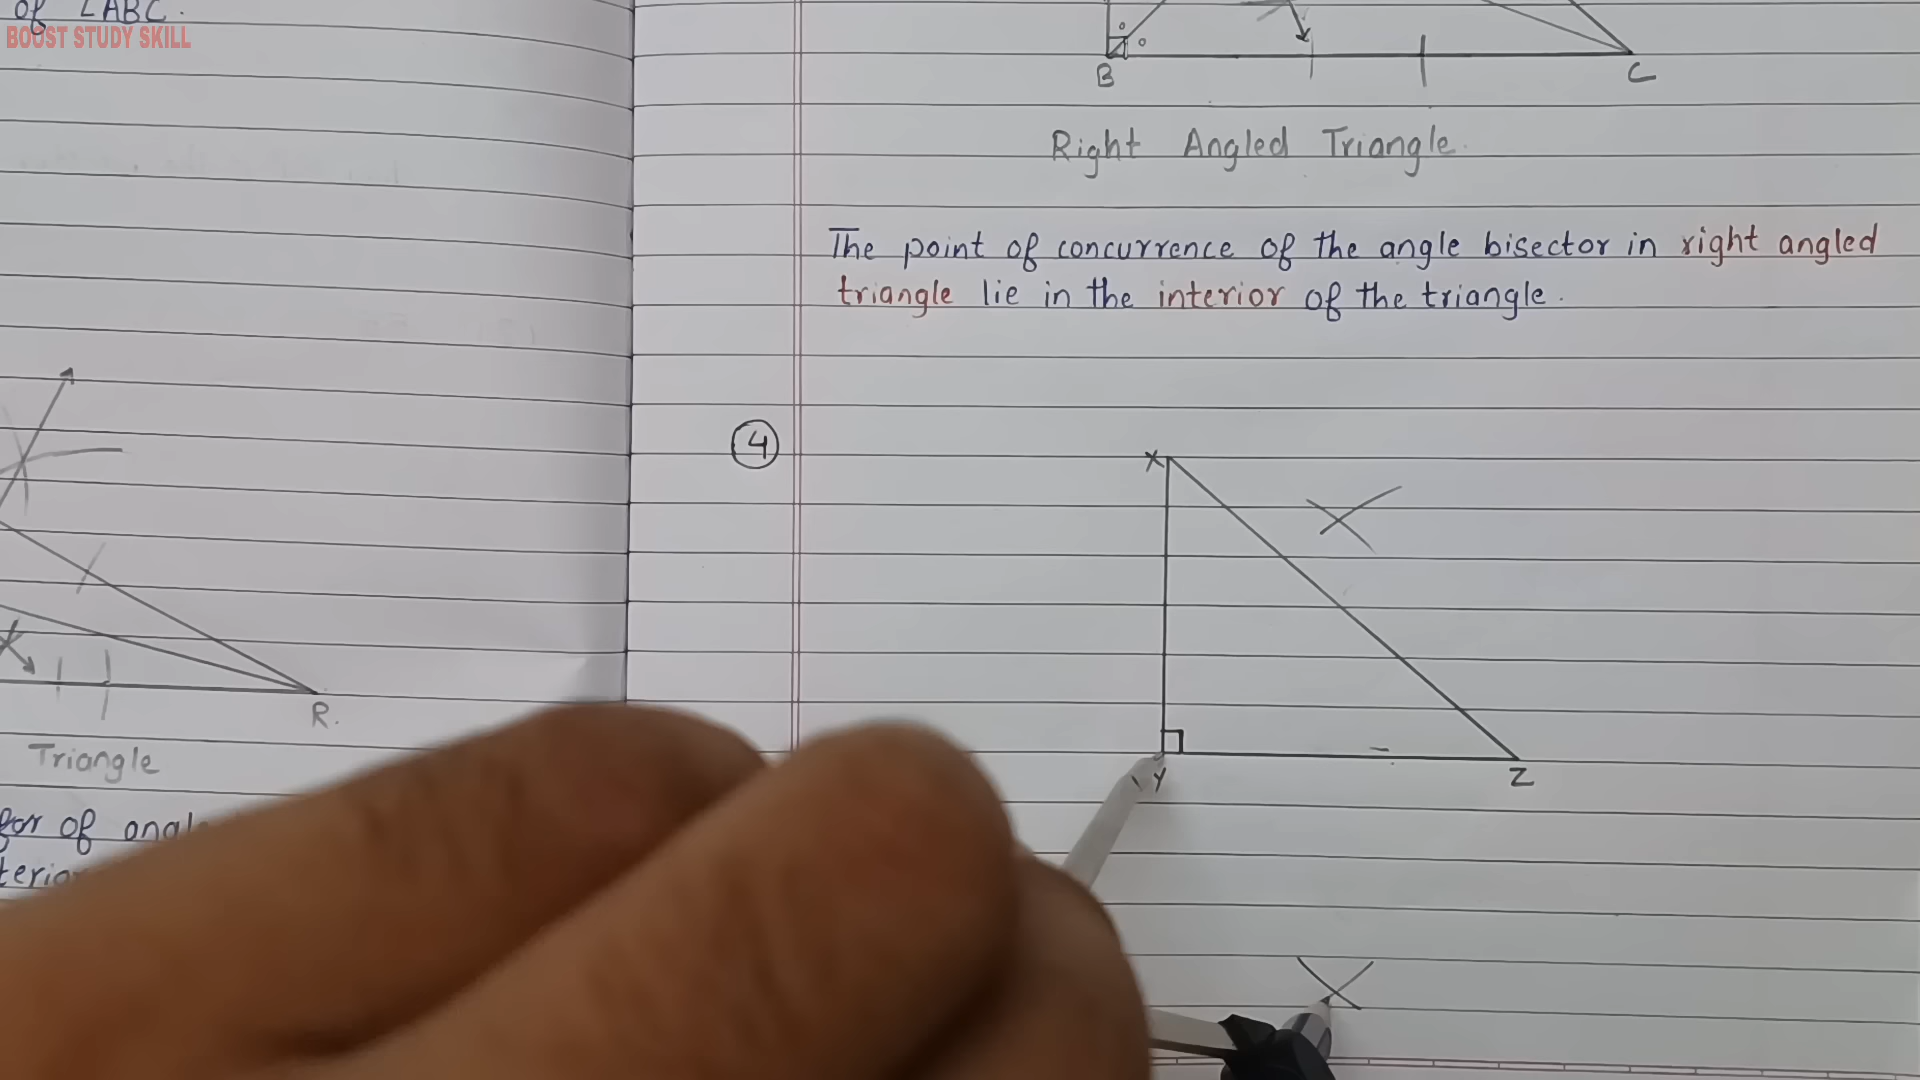 of ∠ABC.
BOOST STUDY SKILL
B
C
Right Angled Triangle.
The point of concurrence of the angle bisector in right angled
triangle lie in the interior of the triangle.
4
X
Y
Z
R.
Triangle
of